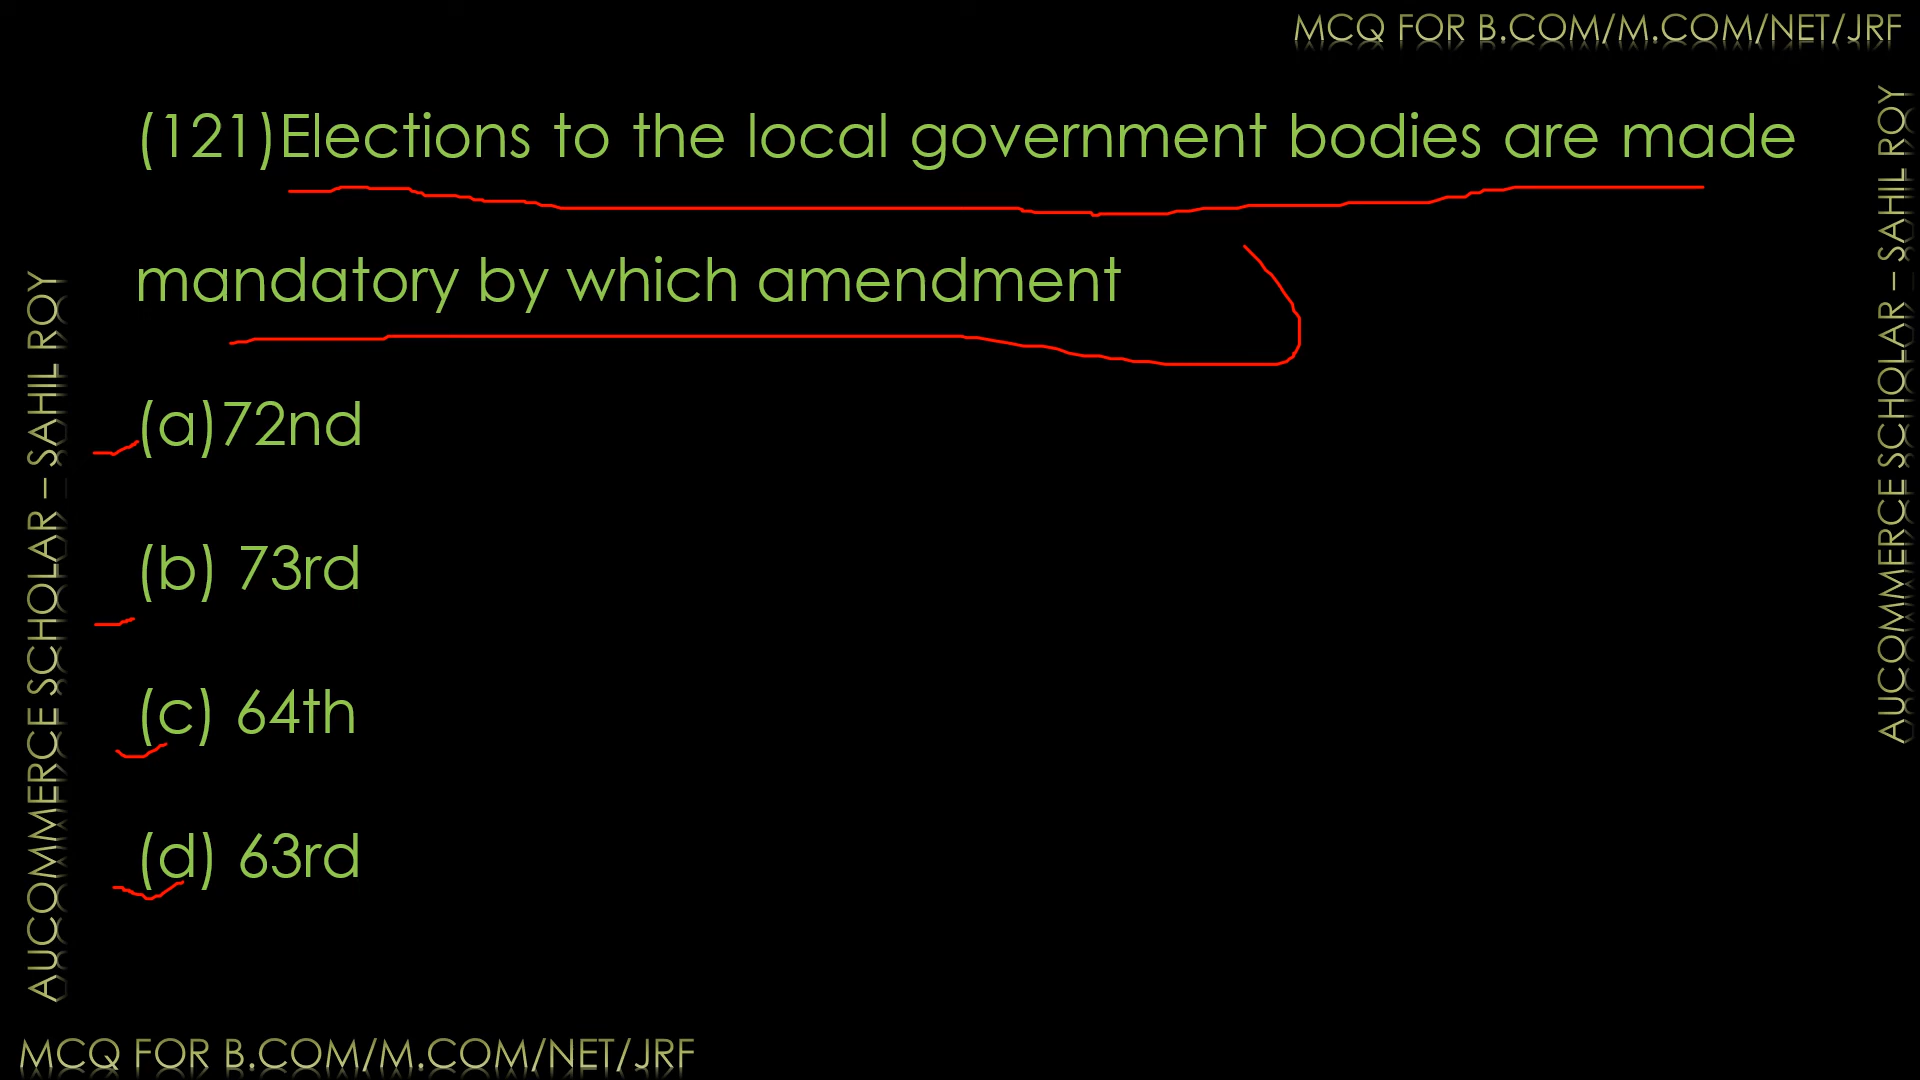 MCQ FOR B.COM/M.COM/NET/JRF
(121)Elections to the local government bodies are made
mandatory by which amendment
(a)72nd
(b) 73rd
(c) 64th
(d) 63rd
AUCOMMERCE SCHOLAR – SAHIL ROY
AUCOMMERCE SCHOLAR – SAHIL ROY
MCQ FOR B.COM/M.COM/NET/JRF